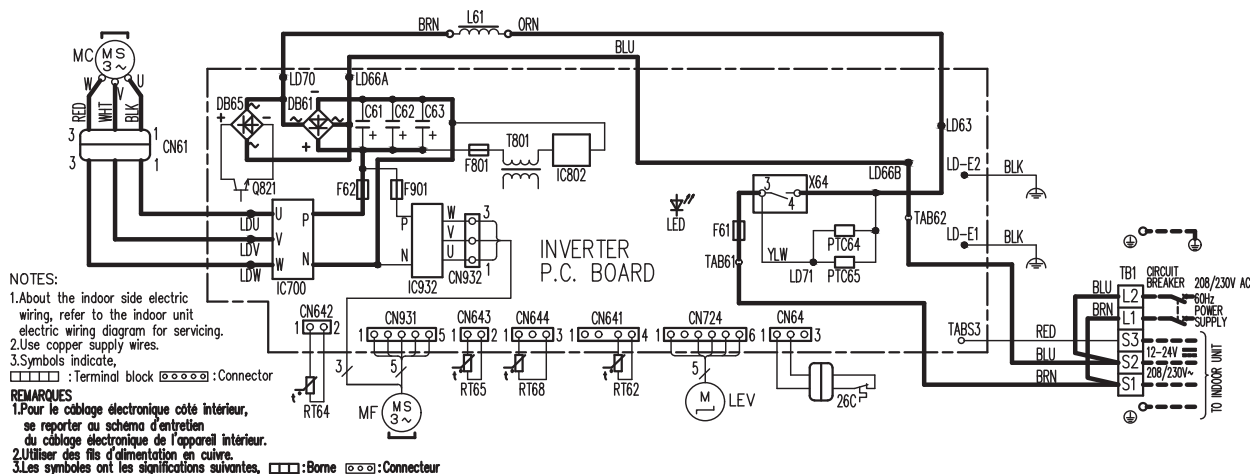 BRN L61 ORN
BLU
MC
MS
3~
W V U
RED WHT BLK
3 1
CN61
3 1
LD70 LD66A
DB65 DB61
C61 C62 C63
+ -
- +
+ + +
T801
F801
IC802
Q821
F62 F901
LDU
LDV
LDW
U
V
W
P
N
IC700
P
N
IC932
W
V
U
3
1
CN932
INVERTER
P.C. BOARD
LED
F61
TAB61
3
4
X64
YLW
LD71
PTC64
PTC65
LD63
LD66B
TAB62
LD-E2 BLK
LD-E1 BLK
TB1
CIRCUIT
BREAKER
208/230V AC
60Hz
POWER
SUPPLY
BLU L2
BRN L1
TABS3 RED S3
BLU S2
BRN S1
12-24V
208/230V~
TO INDOOR UNIT
CN642
1 2
t°
RT64
CN931
1 5
3 5
MF
MS
3~
CN643
1 2
t°
RT65
CN644
1 3
t°
RT68
CN641
1 4
t°
RT62
CN724
1 6
5
M
LEV
CN64
1 3
26C
NOTES:
1.About the indoor side electric
wiring, refer to the indoor unit
electric wiring diagram for servicing.
2.Use copper supply wires.
3.Symbols indicate,
:Terminal block :Connector
REMARQUES
1.Pour le câblage électronique côté intérieur,
se reporter au schéma d'entretien
du câblage électronique de l'appareil intérieur.
2.Utiliser des fils d'alimentation en cuivre.
3.Les symboles ont les significations suivantes, :Borne :Connecteur